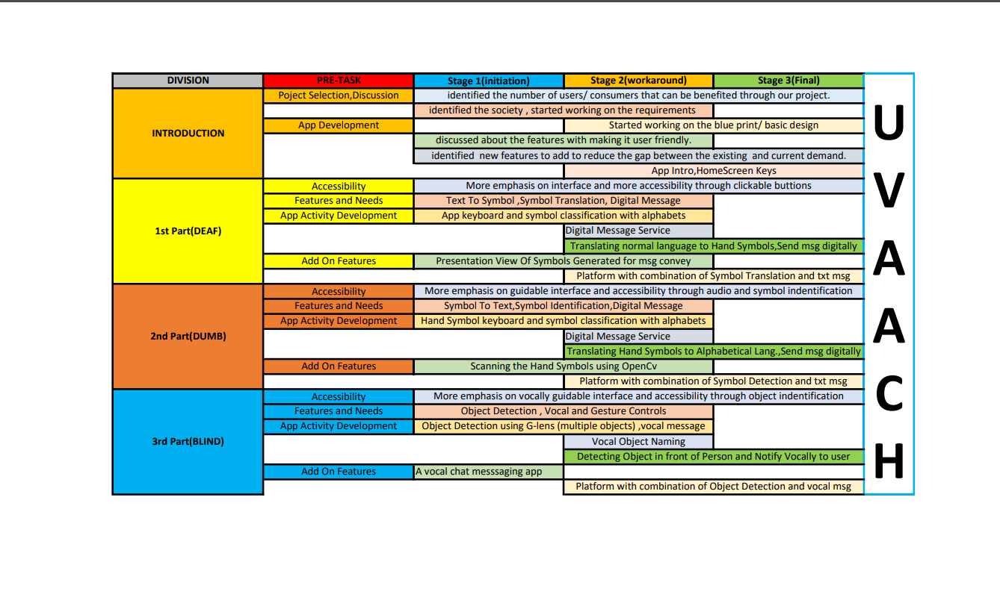 DIVISION PRE-TASK Stage 1(initiation) Stage 2(workaround) Stage 3(Final)
INTRODUCTION
Poject Selection,Discussion identified the number of users/ consumers that can be benefited through our project.
identified the society , started working on the requirements
App Development Started working on the blue print/ basic design
discussed about the features with making it user friendly.
identified new features to add to reduce the gap between the existing and current demand.
App Intro,HomeScreen Keys
1st Part(DEAF)
Accessibility More emphasis on interface and more accessibility through clickable buttons
Features and Needs Text To Symbol ,Symbol Translation, Digital Message
App Activity Development App keyboard and symbol classification with alphabets
Digital Message Service
Translating normal language to Hand Symbols,Send msg digitally
Add On Features Presentation View Of Symbols Generated for msg convey
Platform with combination of Symbol Translation and txt msg
2nd Part(DUMB)
Accessibility More emphasis on guidable interface and accessibility through audio and symbol indentification
Features and Needs Symbol To Text,Symbol Identification,Digital Message
App Activity Development Hand Symbol keyboard and symbol classification with alphabets
Digital Message Service
Translating Hand Symbols to Alphabetical Lang.,Send msg digitally
Add On Features Scanning the Hand Symbols using OpenCv
Platform with combination of Symbol Detection and txt msg
3rd Part(BLIND)
Accessibility More emphasis on vocally guidable interface and accessibility through object indentification
Features and Needs Object Detection , Vocal and Gesture Controls
App Activity Development Object Detection using G-lens (multiple objects) ,vocal message
Vocal Object Naming
Detecting Object in front of Person and Notify Vocally to user
Add On Features A vocal chat messsaging app
Platform with combination of Object Detection and vocal msg
U
V
A
A
C
H